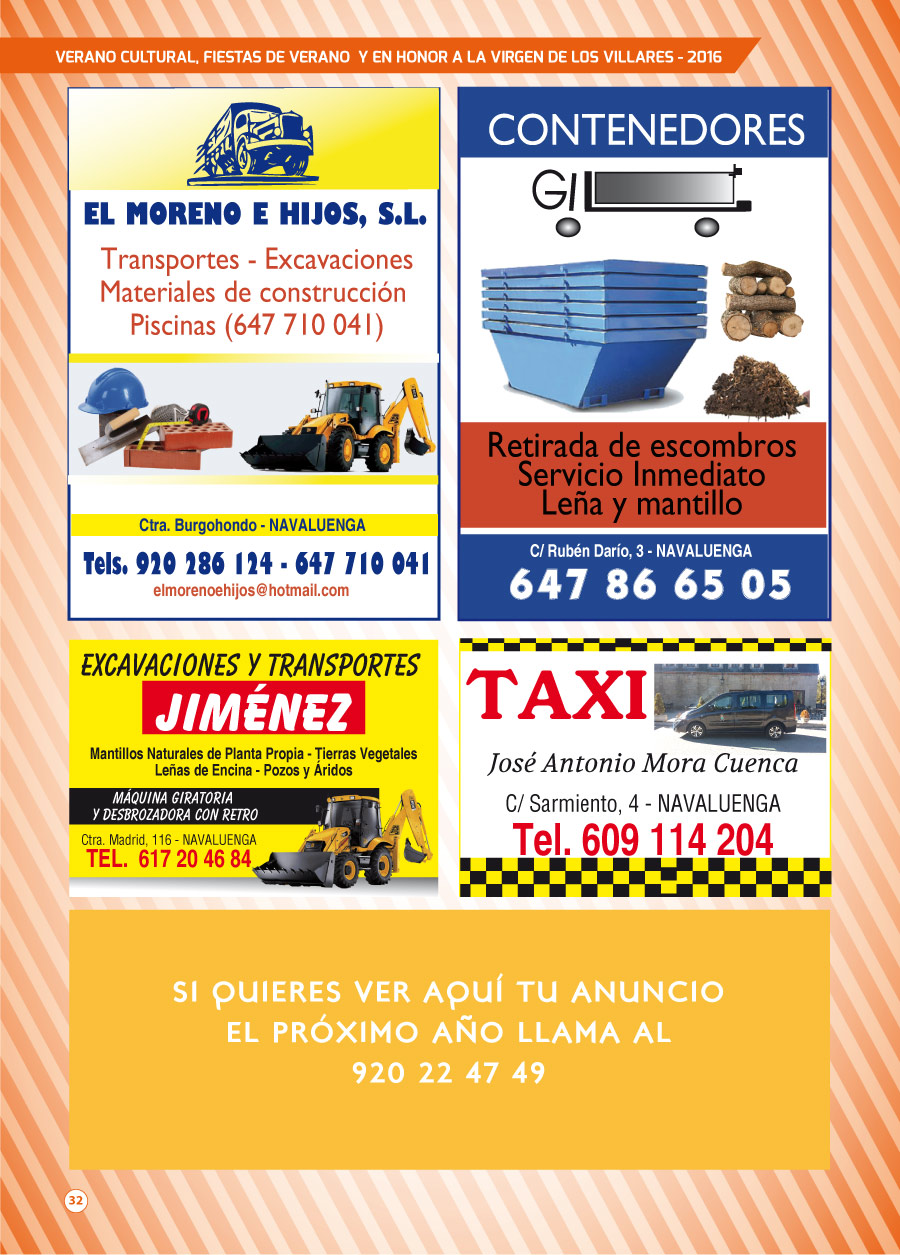 VERANO CULTURAL, FIESTAS DE VERANO Y EN HONOR A LA VIRGEN DE LOS VILLARES - 2016
EL MORENO E HIJOS, S.L.
Transportes - Excavaciones
Materiales de construcción
Piscinas (647 710 041)
Ctra. Burgohondo - NAVALUENGA
Tels. 920 286 124 - 647 710 041
elmorenoehijos@hotmail.com
CONTENEDORES
GIL
Retirada de escombros
Servicio Inmediato
Leña y mantillo
C/ Rubén Darío, 3 - NAVALUENGA
647 86 65 05
EXCAVACIONES Y TRANSPORTES
JIMÉNEZ
Mantillos Naturales de Planta Propia - Tierras Vegetales
Leñas de Encina - Pozos y Áridos
MÁQUINA GIRATORIA
Y DESBROZADORA CON RETRO
Ctra. Madrid, 116 - NAVALUENGA
TEL. 617 20 46 84
TAXI
José Antonio Mora Cuenca
C/ Sarmiento, 4 - NAVALUENGA
Tel. 609 114 204
SI QUIERES VER AQUÍ TU ANUNCIO
EL PRÓXIMO AÑO LLAMA AL
920 22 47 49
32